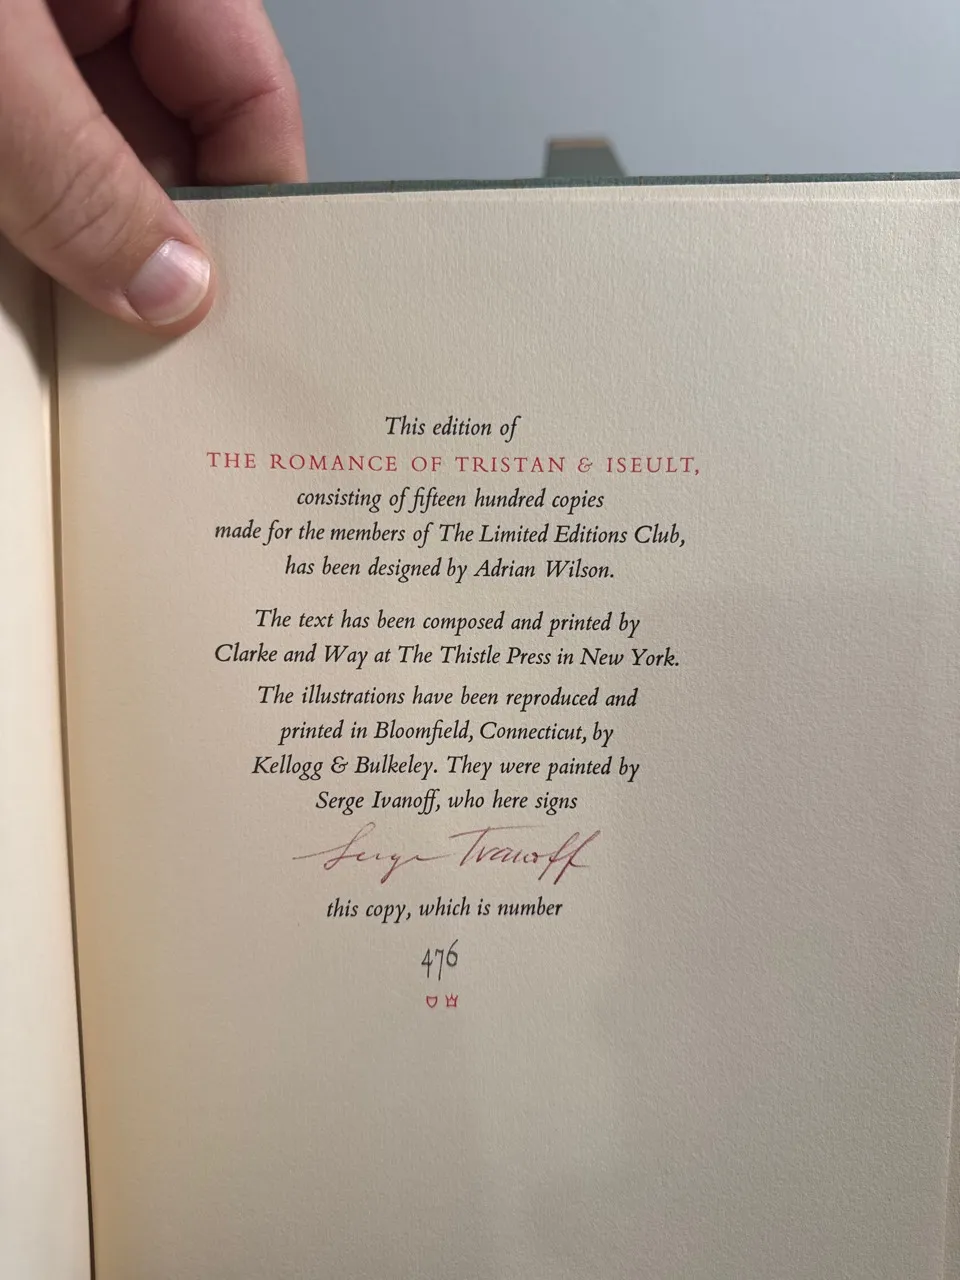 This edition of
THE ROMANCE OF TRISTAN & ISEULT,
consisting of fifteen hundred copies
made for the members of The Limited Editions Club,
has been designed by Adrian Wilson.
The text has been composed and printed by
Clarke and Way at The Thistle Press in New York.
The illustrations have been reproduced and
printed in Bloomfield, Connecticut, by
Kellogg & Bulkeley. They were painted by
Serge Ivanoff, who here signs
Serge Ivanoff
this copy, which is number
476